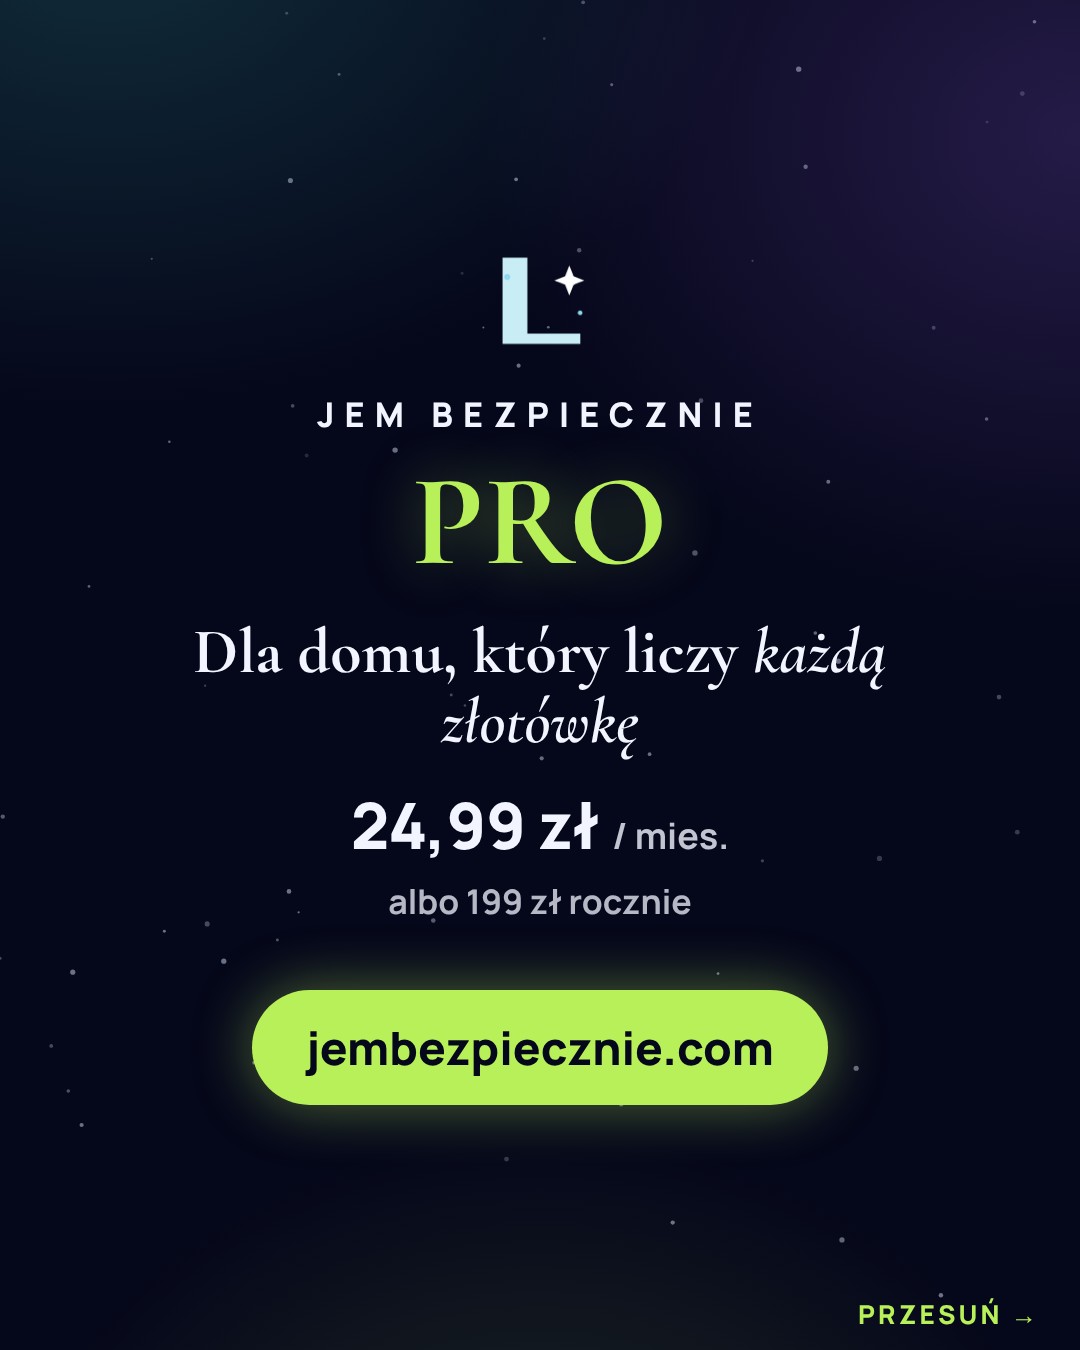 L
JEM BEZPIECZNIE
PRO
Dla domu, który liczy każdą
złotówkę
24,99 zł / mies.
albo 199 zł rocznie
jembezpiecznie.com
PRZESUŃ →